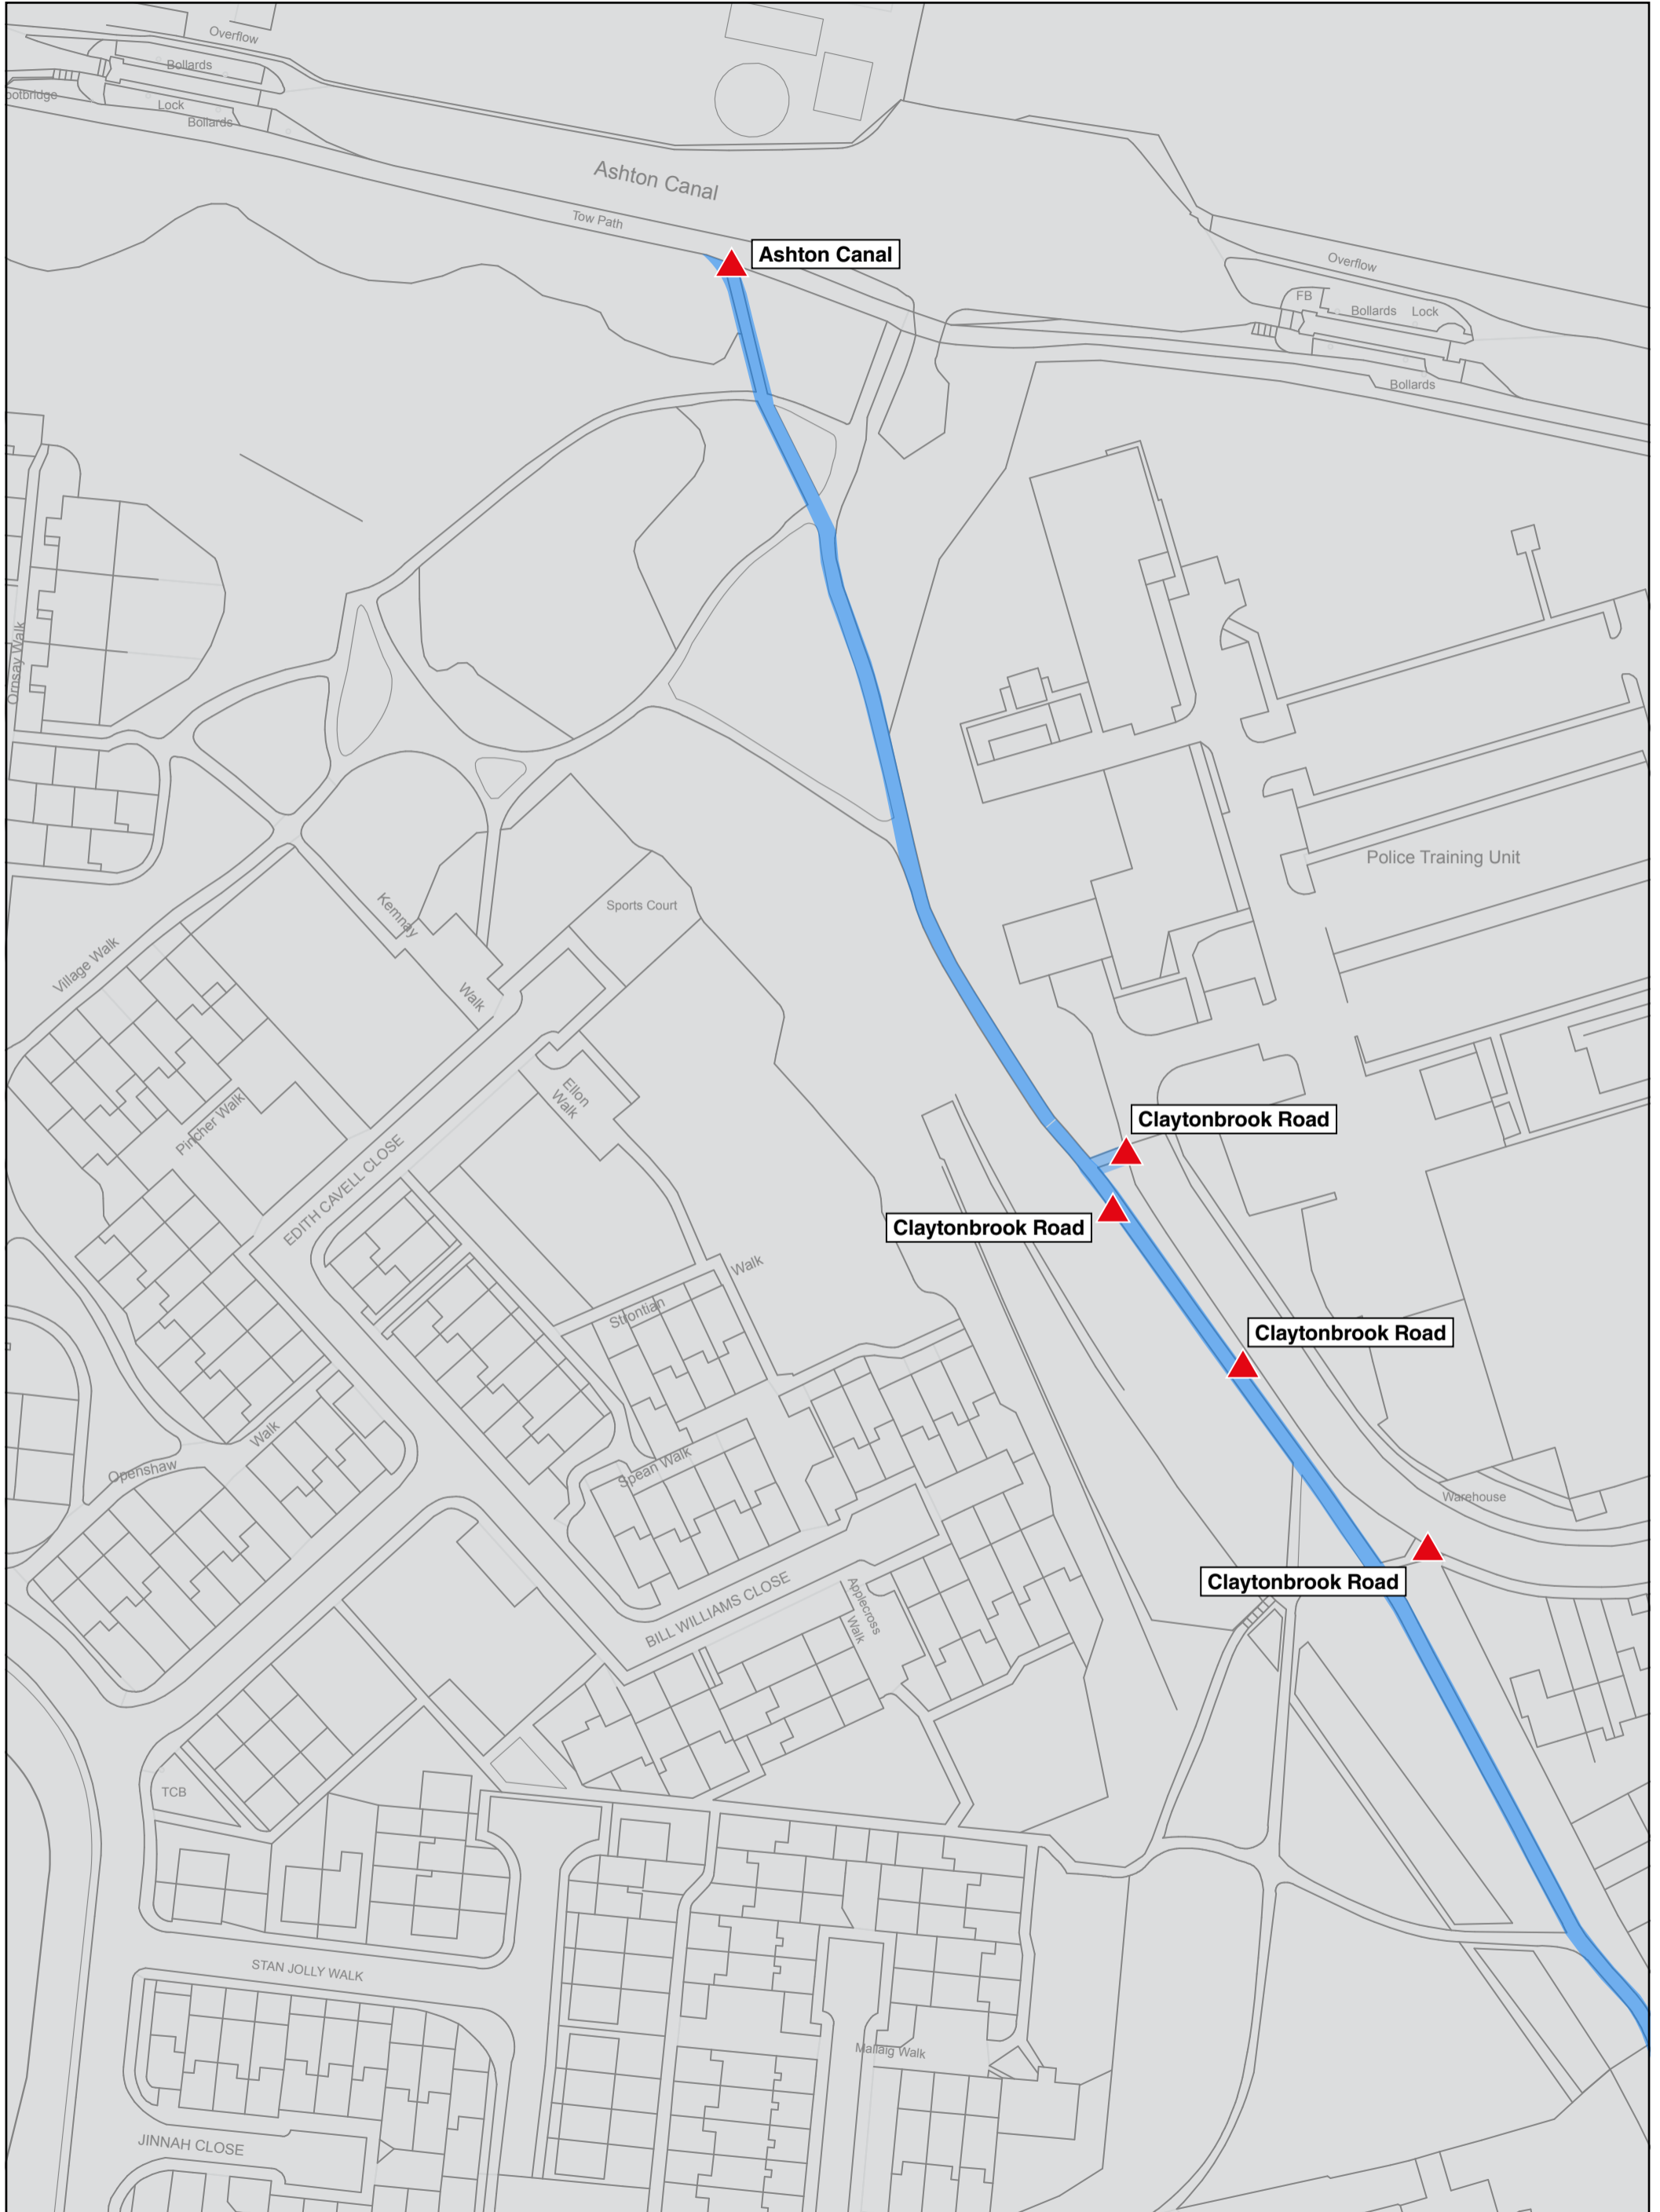 Overflow
Bollards
ootbridge
Lock
Bollards
Ashton Canal
Tow Path
Ashton Canal
Overflow
FB
Bollards
Lock
Bollards
Ornsay Walk
Police Training Unit
Kemnay
Walk
Sports Court
Village Walk
Pincher Walk
Ellon
Walk
EDITH CAVELL CLOSE
Claytonbrook Road
Claytonbrook Road
Strontian
Walk
Claytonbrook Road
Openshaw
Walk
Spean Walk
Warehouse
Claytonbrook Road
BILL WILLIAMS CLOSE
Applecross
Walk
TCB
STAN JOLLY WALK
Mallaig Walk
JINNAH CLOSE